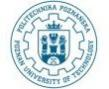 POLITECHNIKA POZNAŃSKA
POZNAN UNIVERSITY OF TECHNOLOGY